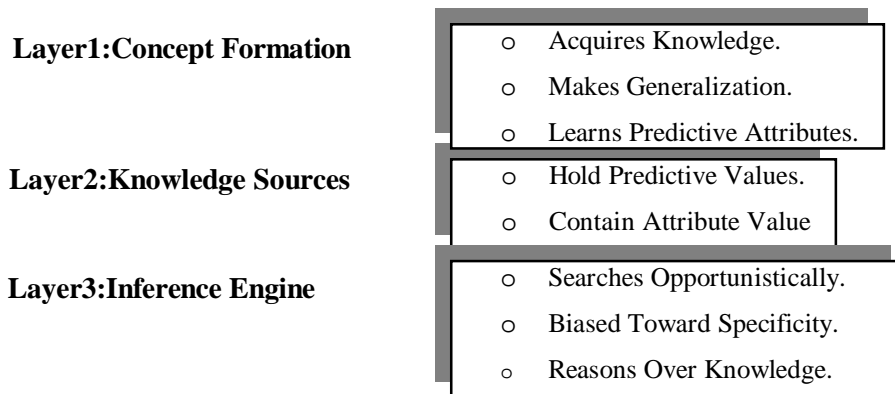 Layer1:Concept Formation
o Acquires Knowledge.
o Makes Generalization.
o Learns Predictive Attributes.
Layer2:Knowledge Sources
o Hold Predictive Values.
o Contain Attribute Value
Layer3:Inference Engine
o Searches Opportunistically.
o Biased Toward Specificity.
o Reasons Over Knowledge.